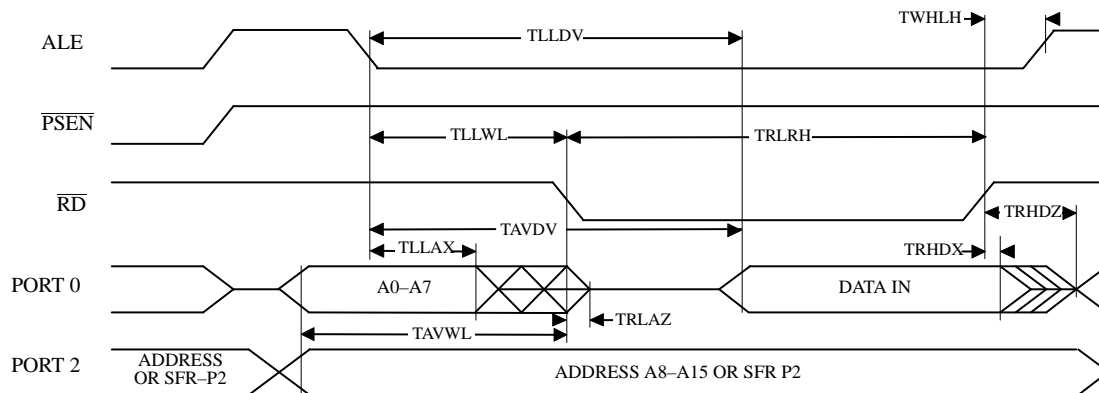 TWHLH
ALE
TLLDV
PSEN
TLLWL
TRLRH
RD
TAVDV
TRHDZ
TLLAX
TRHDX
PORT 0
A0–A7
DATA IN
TRLAZ
TAVWL
PORT 2
ADDRESS
OR SFR–P2
ADDRESS A8–A15 OR SFR P2